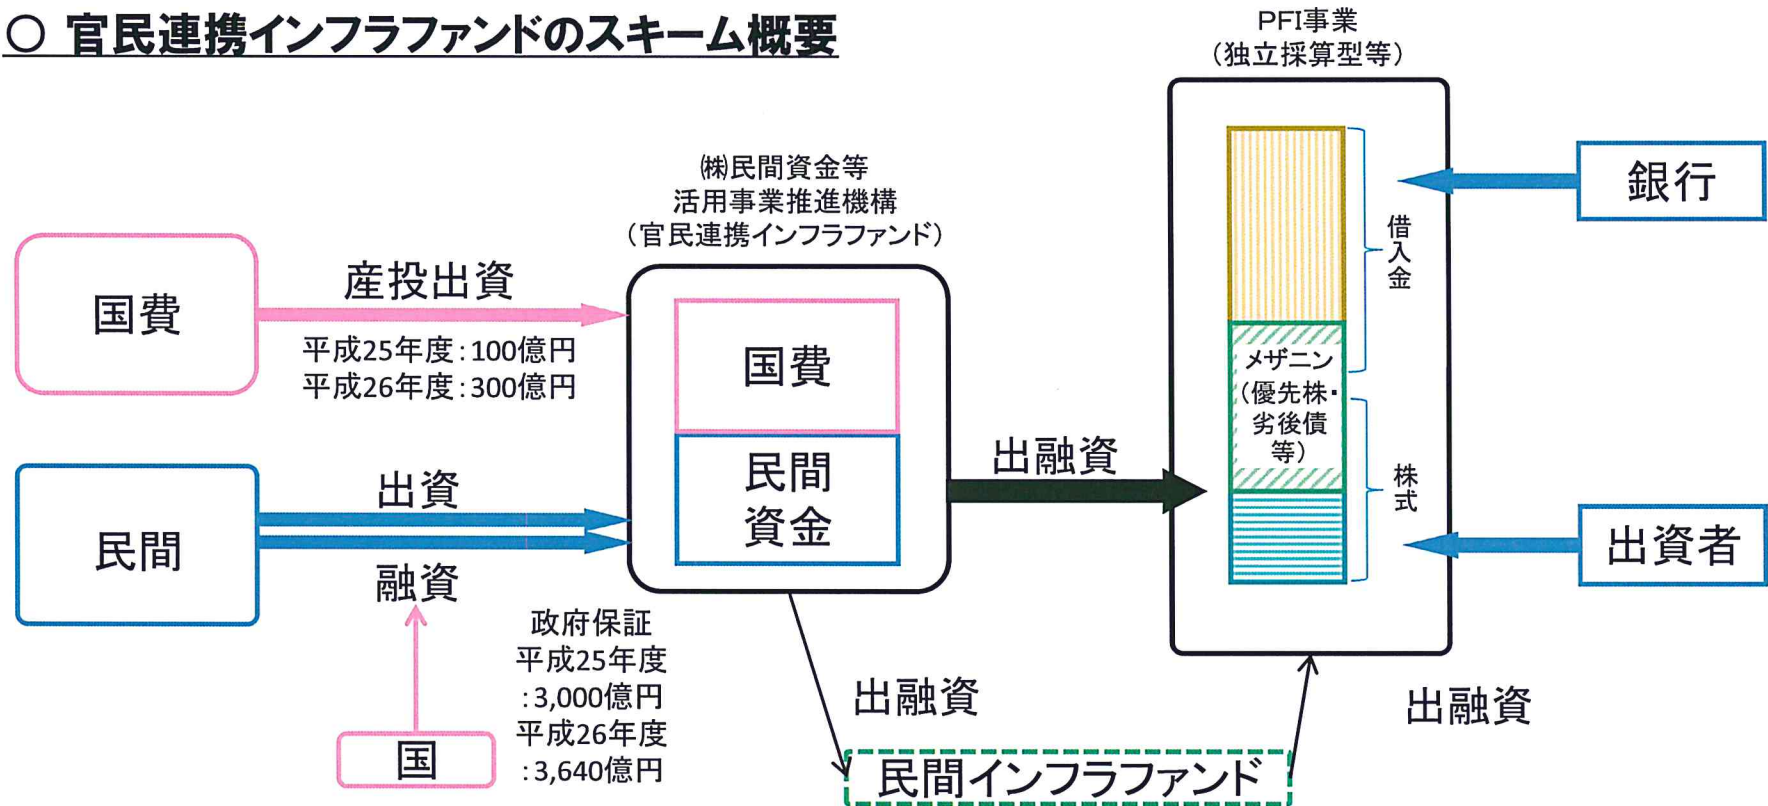 ○ 官民連携インフラファンドのスキーム概要
PFI事業
（独立採算型等）
㈱民間資金等
活用事業推進機構
（官民連携インフラファンド）
国費
産投出資
平成25年度：100億円
平成26年度：300億円
民間
出資
融資
国
政府保証
平成25年度
：3,000億円
平成26年度
：3,640億円
国費
民間
資金
出融資
出融資
民間インフラファンド
出融資
メザニン
（優先株・
劣後債
等）
借入金
株式
銀行
出資者